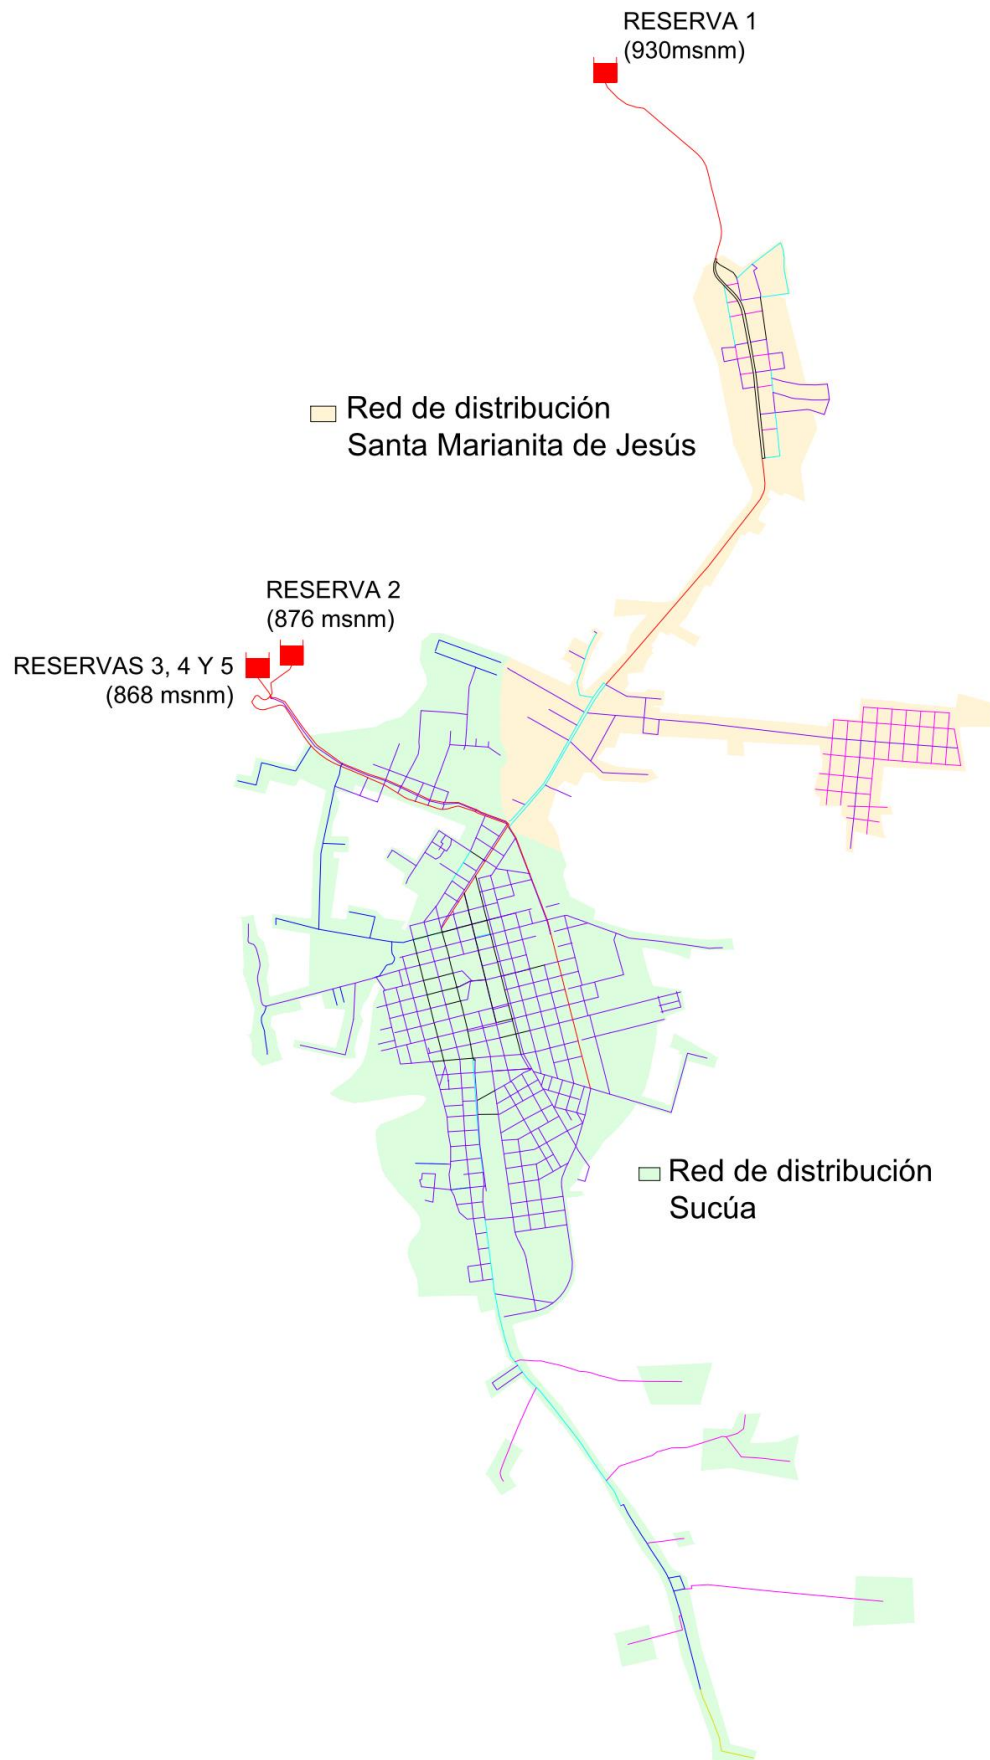 RESERVA 1
(930msnm)
Red de distribución
Santa Marianita de Jesús
RESERVA 2
(876 msnm)
RESERVAS 3, 4 Y 5
(868 msnm)
Red de distribución
Sucúa